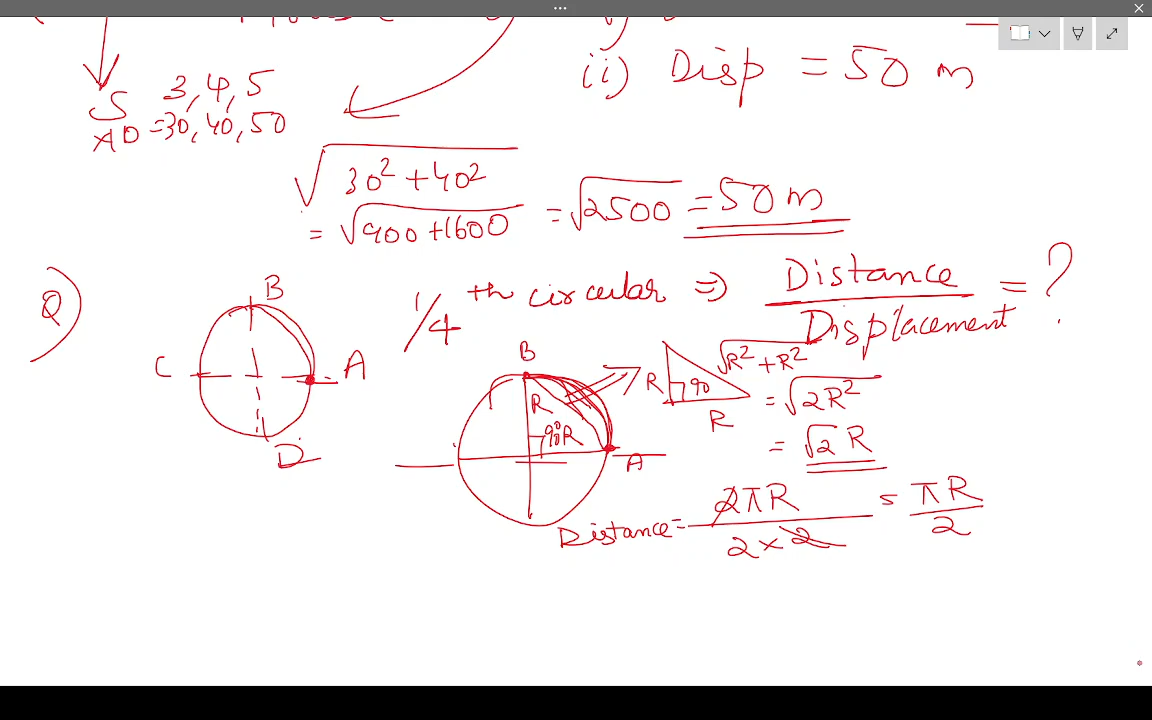 ii) Disp = 50 m
S 3, 4, 5
= 30, 40, 50
√30² + 40²
= √900 + 1600 = √2500 = 50 m
Q)
B
C
A
D
1/4 th circular ⇒ Distance/Displacement = ?
B
R
90°
R
A
R
90
R
√R² + R²
= √2R²
= √2 R
Distance = 2πR/2×2 = πR/2